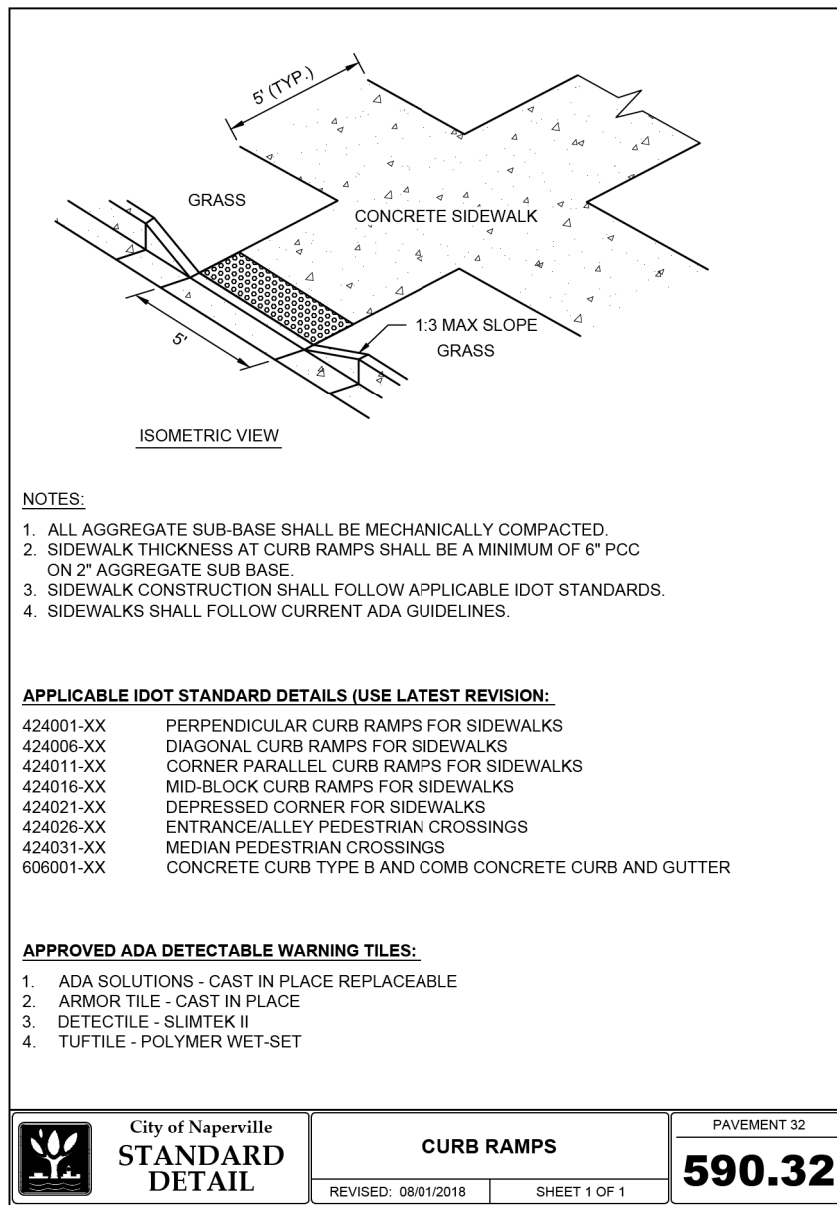 5' (TYP.)
GRASS
CONCRETE SIDEWALK
1:3 MAX SLOPE
GRASS
5'
ISOMETRIC VIEW
NOTES:
1. ALL AGGREGATE SUB-BASE SHALL BE MECHANICALLY COMPACTED.
2. SIDEWALK THICKNESS AT CURB RAMPS SHALL BE A MINIMUM OF 6" PCC
ON 2" AGGREGATE SUB BASE.
3. SIDEWALK CONSTRUCTION SHALL FOLLOW APPLICABLE IDOT STANDARDS.
4. SIDEWALKS SHALL FOLLOW CURRENT ADA GUIDELINES.
APPLICABLE IDOT STANDARD DETAILS (USE LATEST REVISION:
424001-XX PERPENDICULAR CURB RAMPS FOR SIDEWALKS
424006-XX DIAGONAL CURB RAMPS FOR SIDEWALKS
424011-XX CORNER PARALLEL CURB RAMPS FOR SIDEWALKS
424016-XX MID-BLOCK CURB RAMPS FOR SIDEWALKS
424021-XX DEPRESSED CORNER FOR SIDEWALKS
424026-XX ENTRANCE/ALLEY PEDESTRIAN CROSSINGS
424031-XX MEDIAN PEDESTRIAN CROSSINGS
606001-XX CONCRETE CURB TYPE B AND COMB CONCRETE CURB AND GUTTER
APPROVED ADA DETECTABLE WARNING TILES:
1. ADA SOLUTIONS - CAST IN PLACE REPLACEABLE
2. ARMOR TILE - CAST IN PLACE
3. DETECTILE - SLIMTEK II
4. TUFTILE - POLYMER WET-SET
City of Naperville
STANDARD
DETAIL
CURB RAMPS
REVISED: 08/01/2018
SHEET 1 OF 1
PAVEMENT 32
590.32